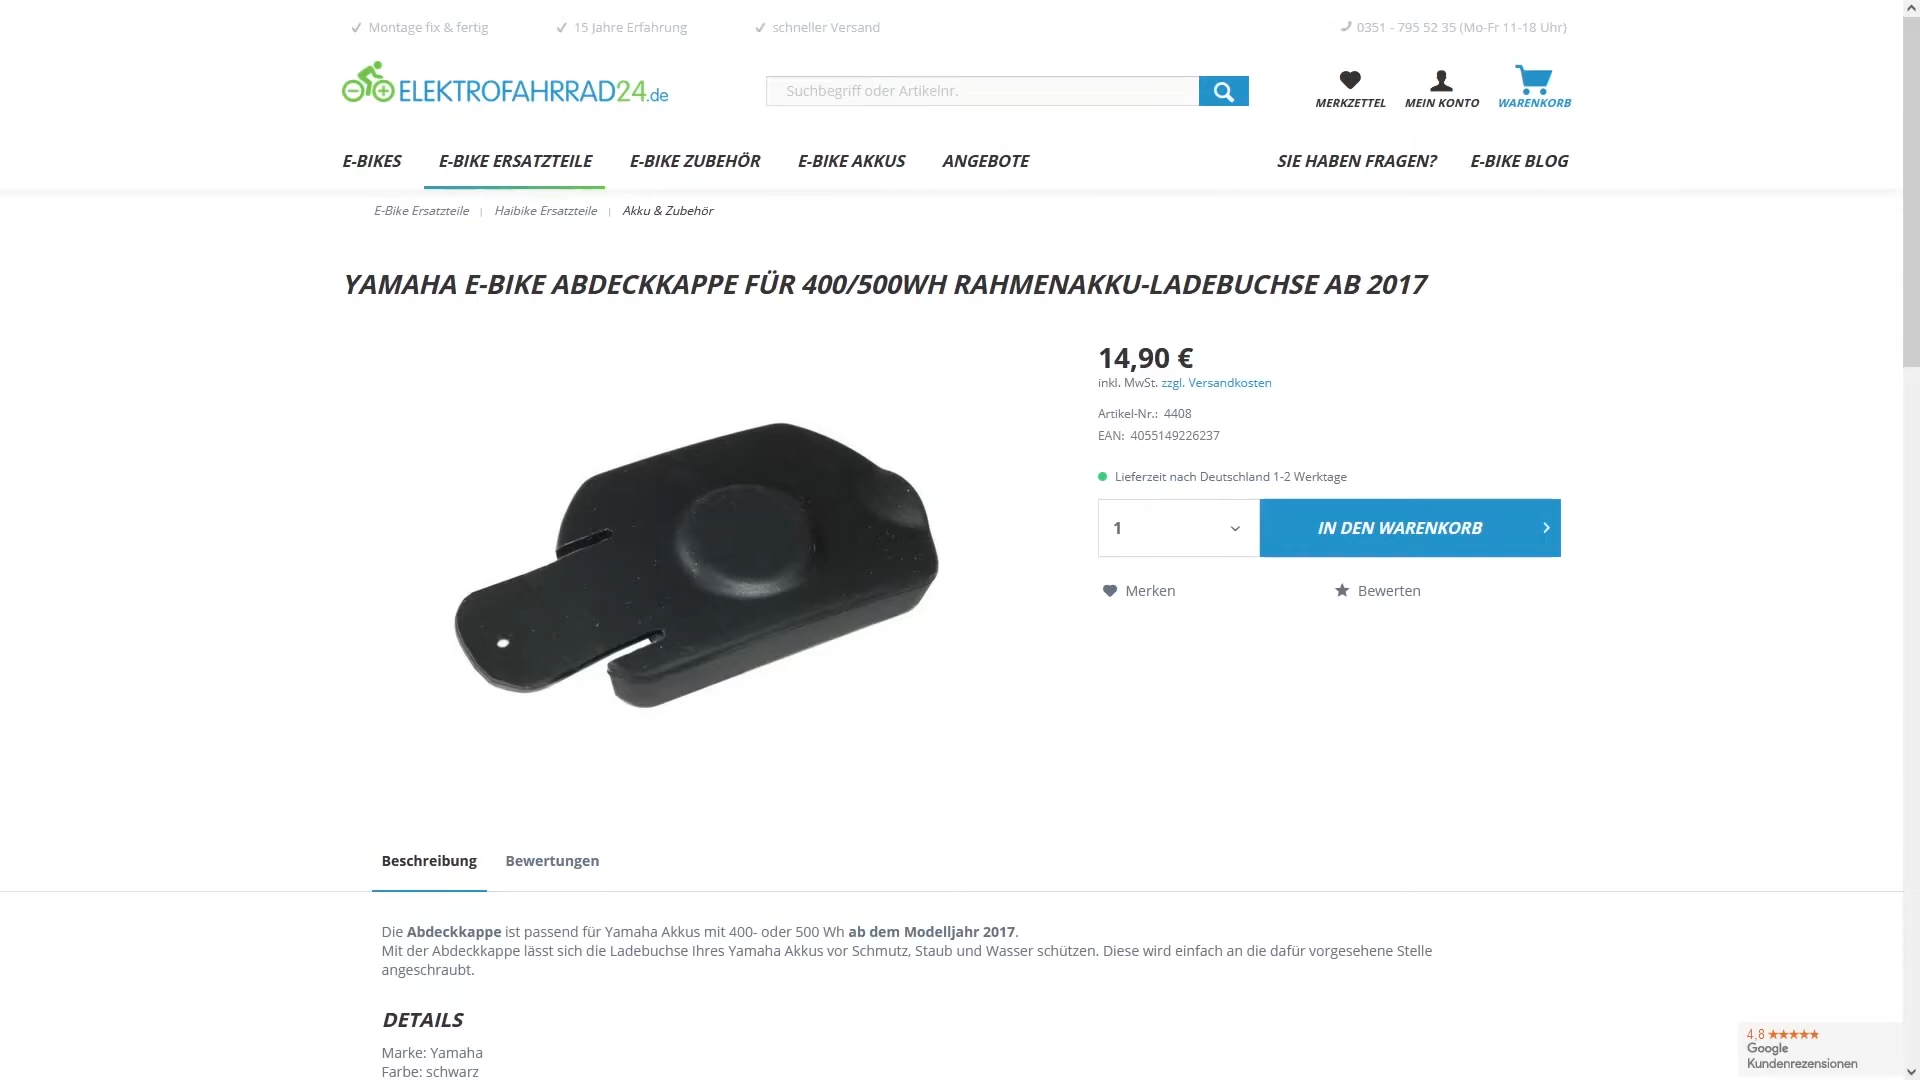 Montage fix & fertig
15 Jahre Erfahrung
schneller Versand
0351 - 795 52 35 (Mo-Fr 11-18 Uhr)
ELEKTROFAHRRAD24.de
Suchbegriff oder Artikelnr.
MERKZETTEL
MEIN KONTO
WARENKORB
E-BIKES
E-BIKE ERSATZTEILE
E-BIKE ZUBEHÖR
E-BIKE AKKUS
ANGEBOTE
SIE HABEN FRAGEN?
E-BIKE BLOG
E-Bike Ersatzteile
Haibike Ersatzteile
Akku & Zubehör
YAMAHA E-BIKE ABDECKKAPPE FÜR 400/500WH RAHMENAKKU-LADEBUCHSE AB 2017
14,90 €
inkl. MwSt. zzgl. Versandkosten
Artikel-Nr.: 4408
EAN: 4055149226237
Lieferzeit nach Deutschland 1-2 Werktage
1
IN DEN WARENKORB
Merken
Bewerten
Beschreibung
Bewertungen
Die Abdeckkappe ist passend für Yamaha Akkus mit 400- oder 500 Wh ab dem Modelljahr 2017.
Mit der Abdeckkappe lässt sich die Ladebuchse Ihres Yamaha Akkus vor Schmutz, Staub und Wasser schützen. Diese wird einfach an die dafür vorgesehene Stelle
angeschraubt.
DETAILS
Marke: Yamaha
Farbe: schwarz
4,8
Google
Kundenrezensionen